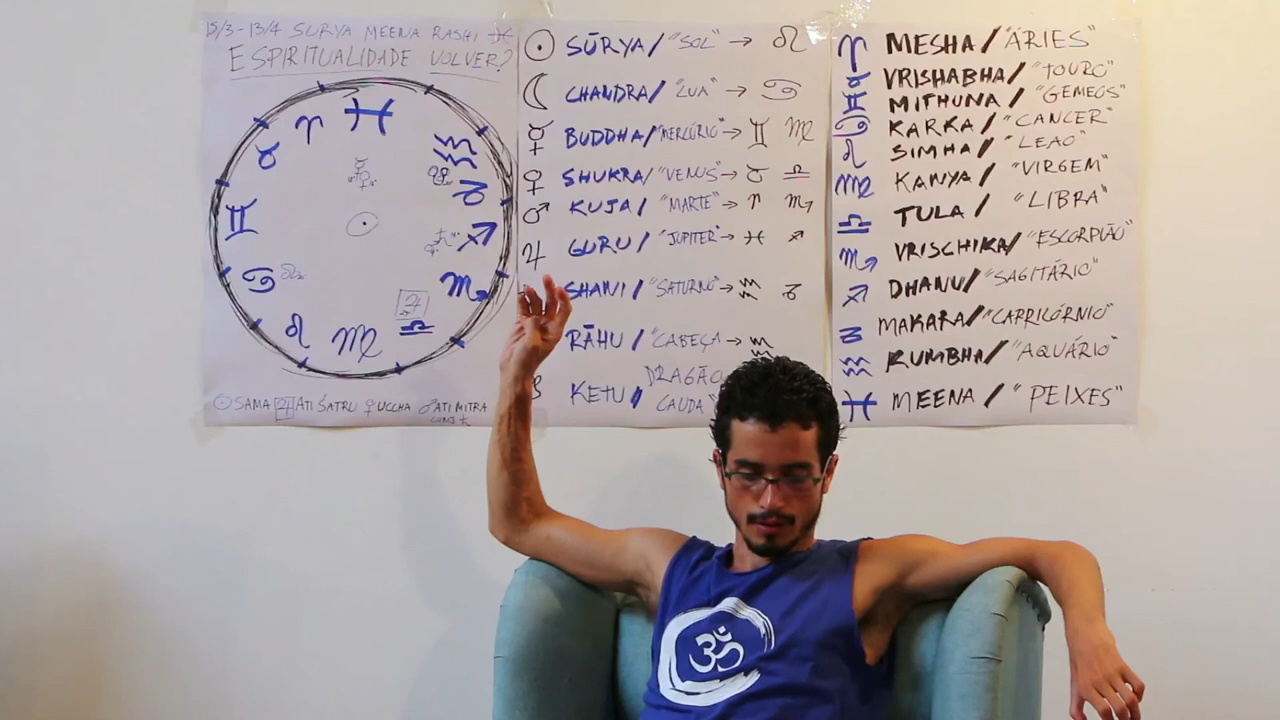 15/3-13/4 SURYA MEENA RASHI ♓
ESPIRITUALIDADE VOLVER?
☉ SAMA ♃ ATI ŚATRU ♀ UCCHA ♂ ATI MITRA
CONJ ♄
☉ SŪRYA/ "SOL" → ♌
☾ CHANDRA/ "LUA" → ♋
☿ BUDDHA/ "MERCÚRIO" → ♊ ♍
♀ SHUKRA/ "VENUS" → ♉ ♎
♂ KUJA/ "MARTE" → ♈ ♏
♃ GURU/ "JUPITER" → ♓ ♐
SHANI/ "SATURNO" → ♒ ♑
RĀHU/ "CABEÇA →
DRAGÃO
KETU/ CAUDA"
♈ MESHA/ "ÁRIES"
♉ VRISHABHA/ "TOURO"
♊ MITHUNA/ "GEMEOS"
♋ KARKA/ "CANCER"
♌ SIMHA/ "LEAO"
♍ KANYA/ "VIRGEM"
♎ TULA/ "LIBRA"
♏ VRISCHIKA/ "ESCORPIÃO"
♐ DHANU/ "SAGITÁRIO"
♑ MAKARA/ "CAPRICÓRNIO"
♒ KUMBHA/ "AQUÁRIO"
♓ MEENA/ "PEIXES"
ॐ